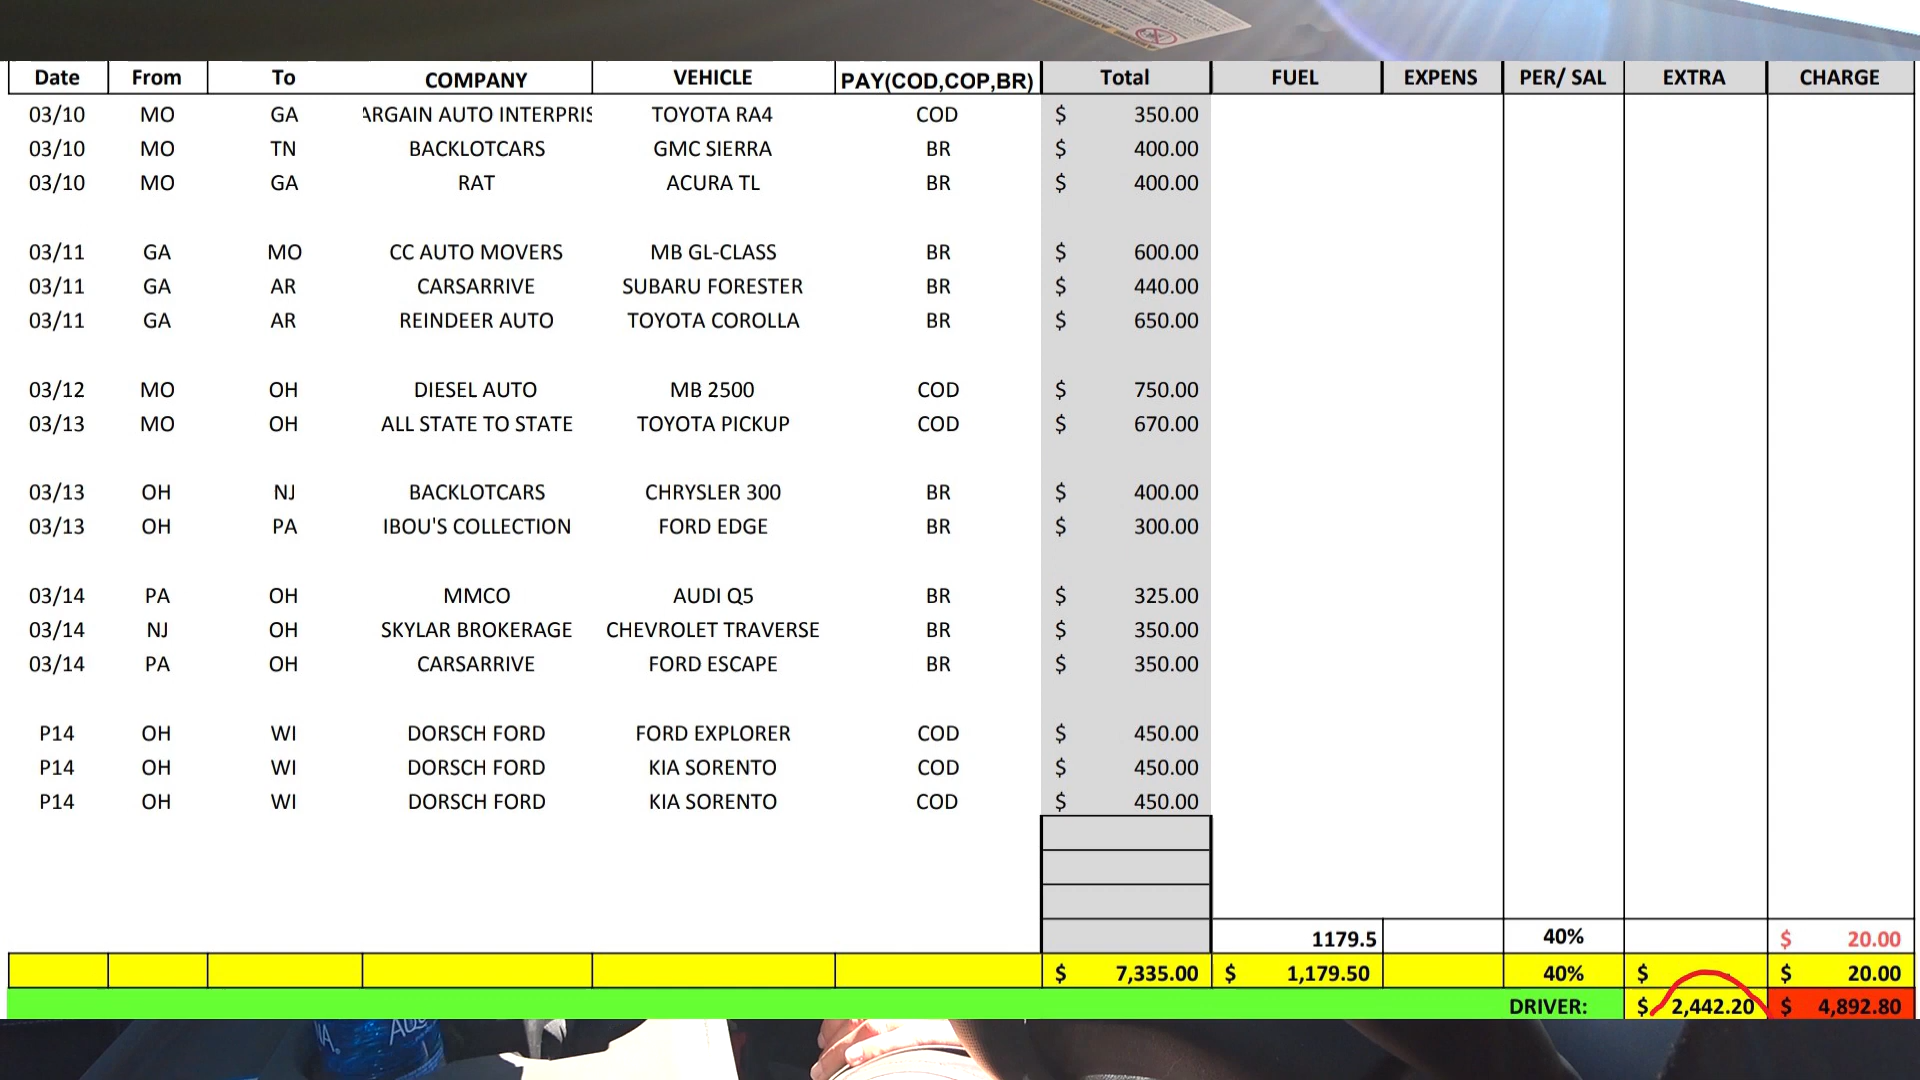 Date From To COMPANY VEHICLE PAY(COD,COP,BR) Total FUEL EXPENS PER/ SAL EXTRA CHARGE
03/10 MO GA ARGAIN AUTO INTERPRIS TOYOTA RA4 COD $ 350.00
03/10 MO TN BACKLOTCARS GMC SIERRA BR $ 400.00
03/10 MO GA RAT ACURA TL BR $ 400.00
03/11 GA MO CC AUTO MOVERS MB GL-CLASS BR $ 600.00
03/11 GA AR CARSARRIVE SUBARU FORESTER BR $ 440.00
03/11 GA AR REINDEER AUTO TOYOTA COROLLA BR $ 650.00
03/12 MO OH DIESEL AUTO MB 2500 COD $ 750.00
03/13 MO OH ALL STATE TO STATE TOYOTA PICKUP COD $ 670.00
03/13 OH NJ BACKLOTCARS CHRYSLER 300 BR $ 400.00
03/13 OH PA IBOU'S COLLECTION FORD EDGE BR $ 300.00
03/14 PA OH MMCO AUDI Q5 BR $ 325.00
03/14 NJ OH SKYLAR BROKERAGE CHEVROLET TRAVERSE BR $ 350.00
03/14 PA OH CARSARRIVE FORD ESCAPE BR $ 350.00
P14 OH WI DORSCH FORD FORD EXPLORER COD $ 450.00
P14 OH WI DORSCH FORD KIA SORENTO COD $ 450.00
P14 OH WI DORSCH FORD KIA SORENTO COD $ 450.00
1179.5 40% $ 20.00
$ 7,335.00 $ 1,179.50 40% $ - $ 20.00
DRIVER: $ 2,442.20 $ 4,892.80